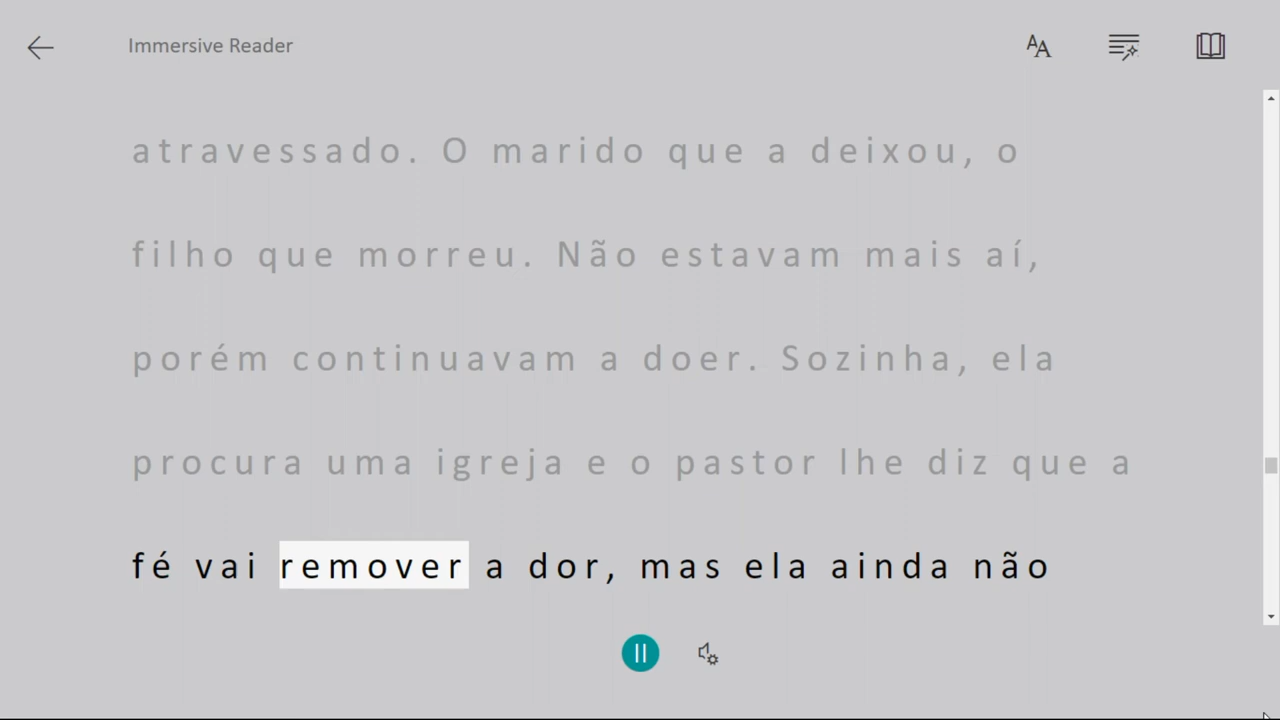 Immersive Reader
atravessado. O marido que a deixou, o
filho que morreu. Não estavam mais aí,
porém continuavam a doer. Sozinha, ela
procura uma igreja e o pastor lhe diz que a
fé vai remover a dor, mas ela ainda não